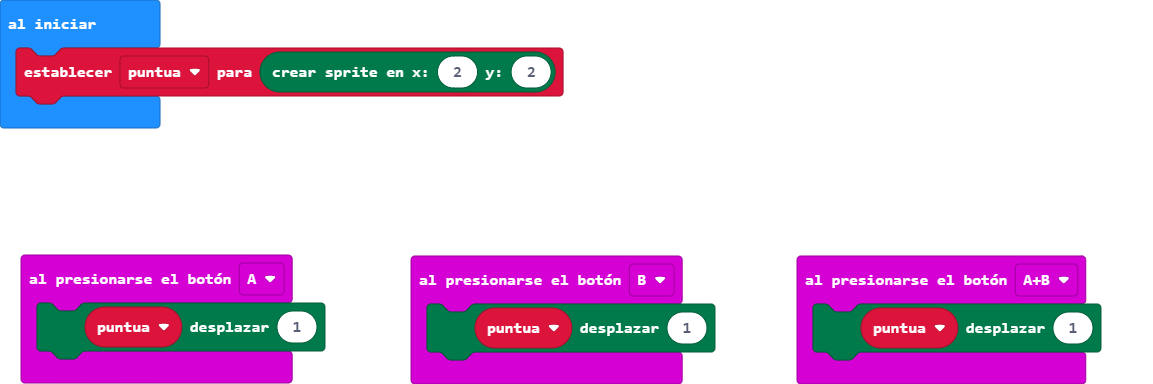 al iniciar
establecer puntua para crear sprite en x: 2 y: 2
al presionarse el botón A
puntua desplazar 1
al presionarse el botón B
puntua desplazar 1
al presionarse el botón A+B
puntua desplazar 1